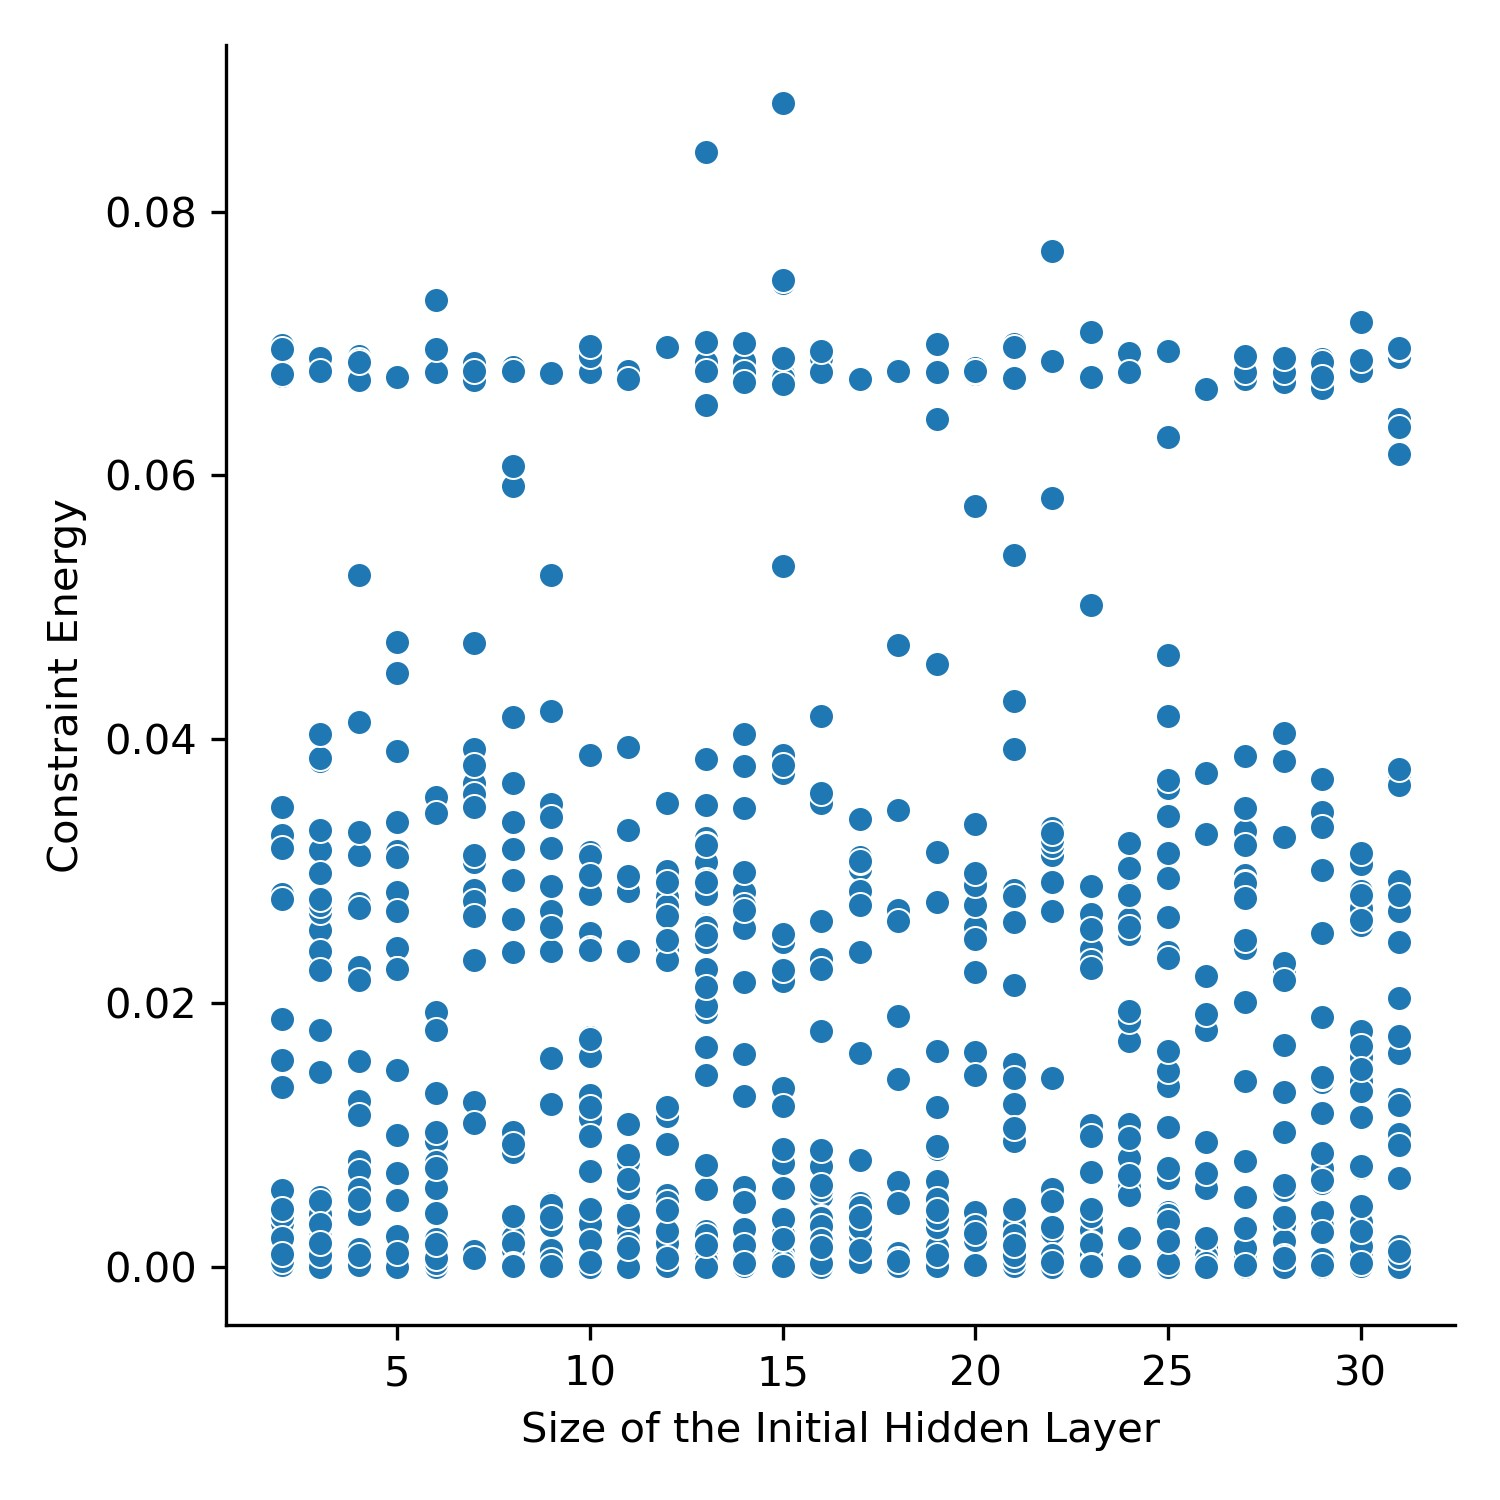 0.08
0.06
0.04
0.02
0.00
Constraint Energy
5 10 15 20 25 30
Size of the Initial Hidden Layer